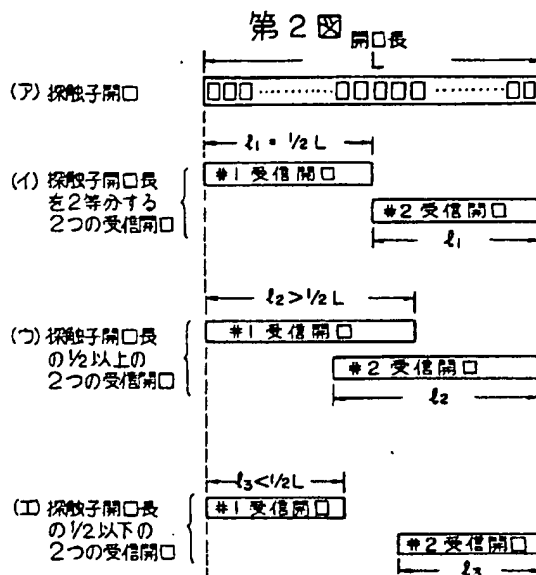 第2図
開口長
L
(ア) 探触子開口
l₁ = 1/2 L
(イ) 探触子開口長
を2等分する
2つの受信開口
#1 受信開口
#2 受信開口
l₁
l₂ > 1/2 L
(ウ) 探触子開口長
の1/2以上の
2つの受信開口
#1 受信開口
#2 受信開口
l₂
l₃ < 1/2 L
(エ) 探触子開口長
の1/2以下の
2つの受信開口
#1 受信開口
#2 受信開口
l₃